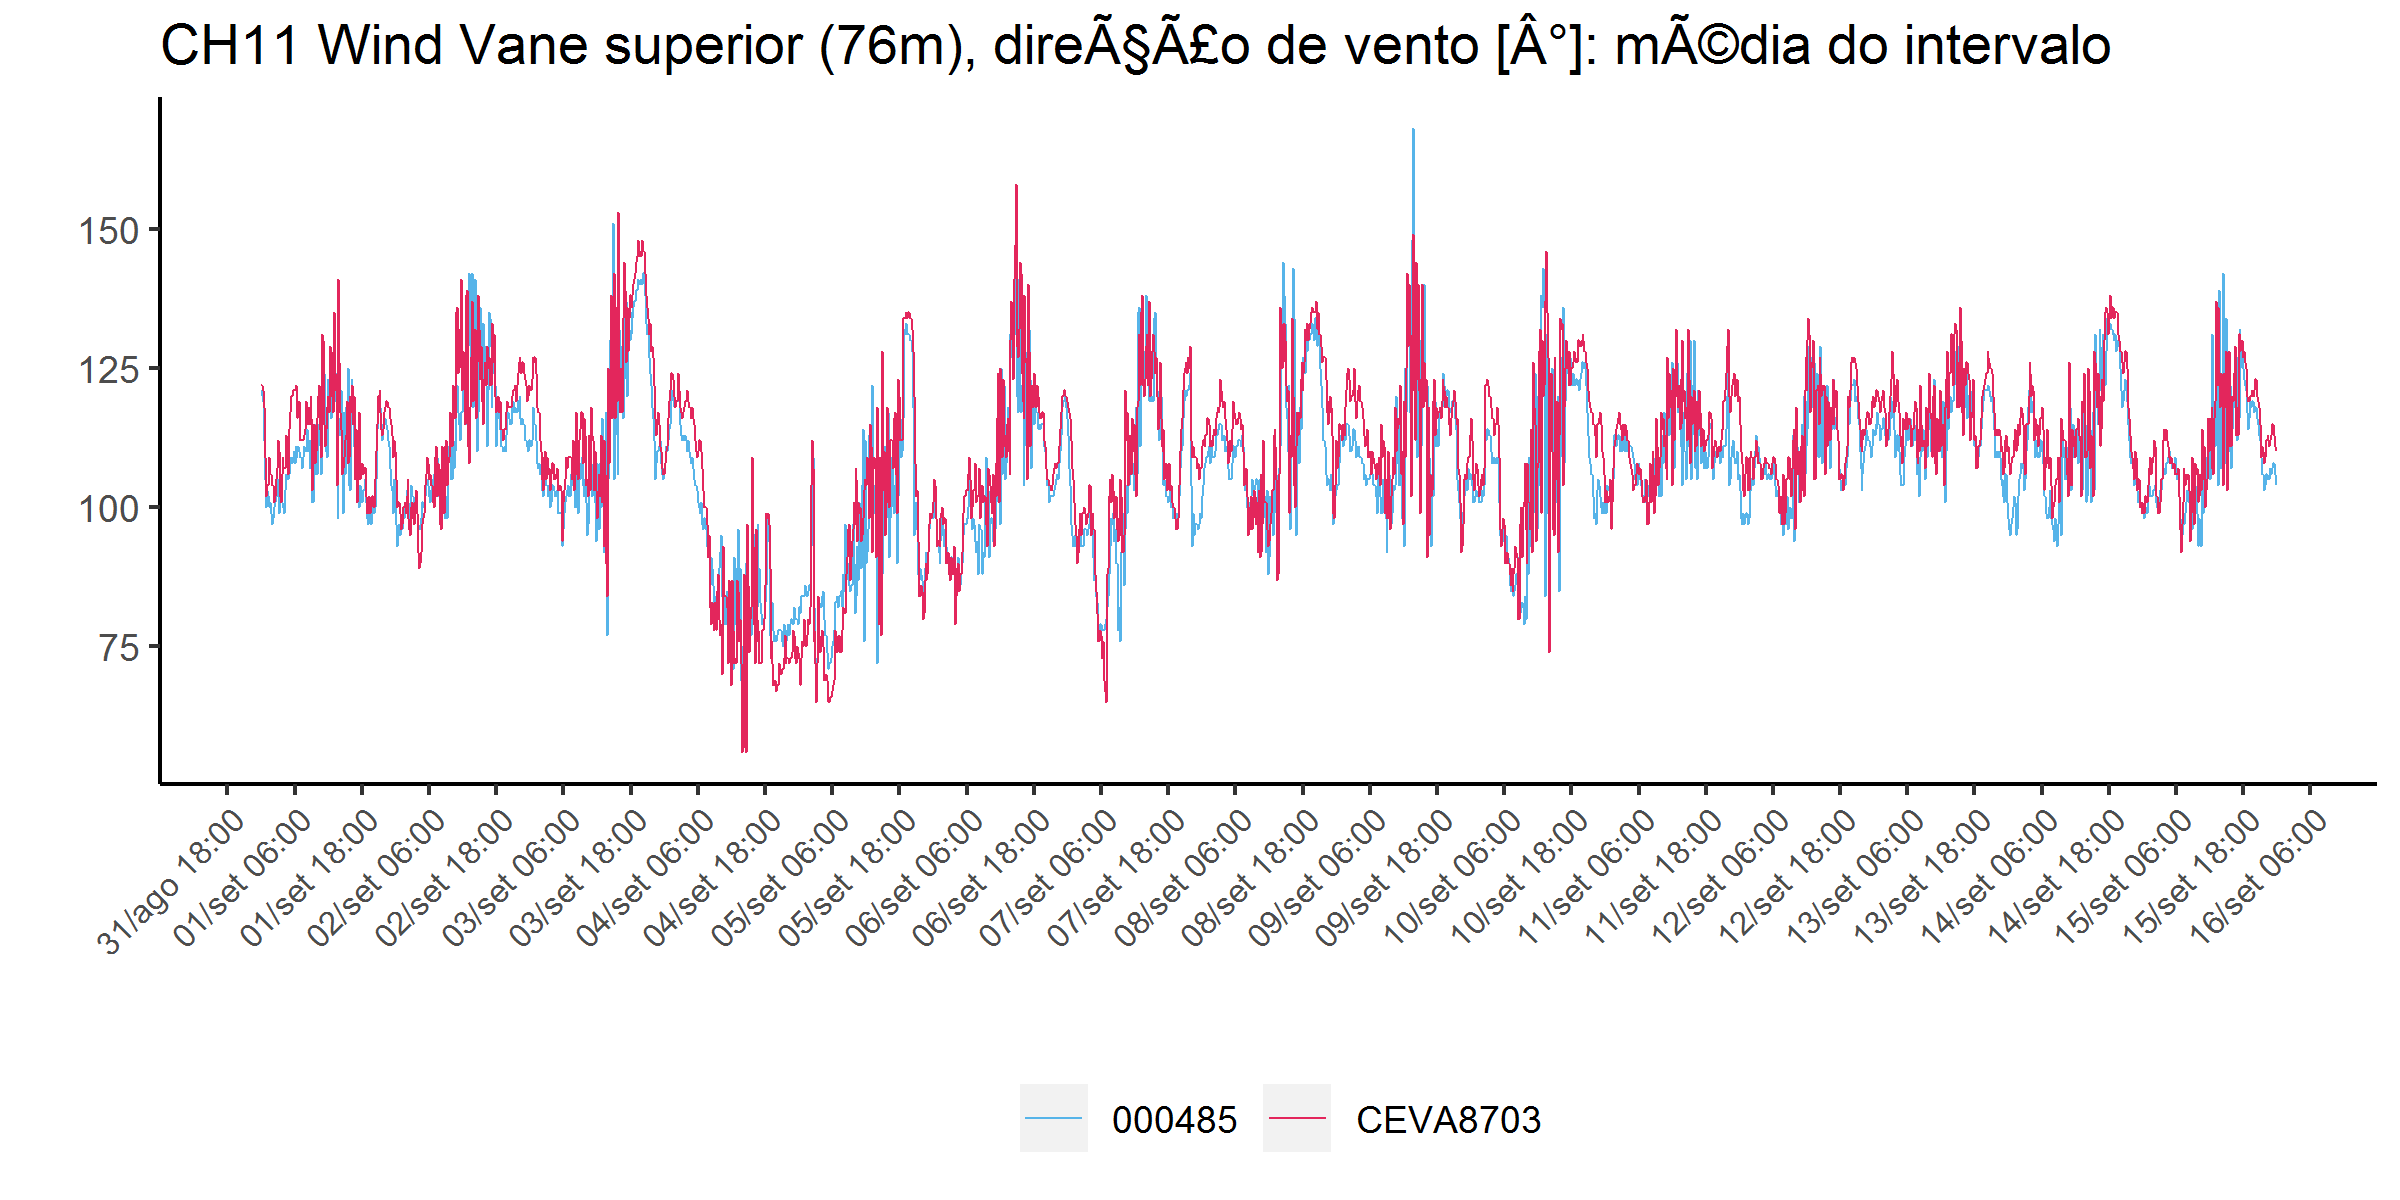 CH11 Wind Vane superior (76m), direÃ§Ã£o de vento [Â°]: mÃ©dia do intervalo
150
125
100
75
31/ago 18:00
01/set 06:00
01/set 18:00
02/set 06:00
02/set 18:00
03/set 06:00
03/set 18:00
04/set 06:00
04/set 18:00
05/set 06:00
05/set 18:00
06/set 06:00
06/set 18:00
07/set 06:00
07/set 18:00
08/set 06:00
08/set 18:00
09/set 06:00
09/set 18:00
10/set 06:00
10/set 18:00
11/set 06:00
11/set 18:00
12/set 06:00
12/set 18:00
13/set 06:00
13/set 18:00
14/set 06:00
14/set 18:00
15/set 06:00
15/set 18:00
16/set 06:00
000485 CEVA8703